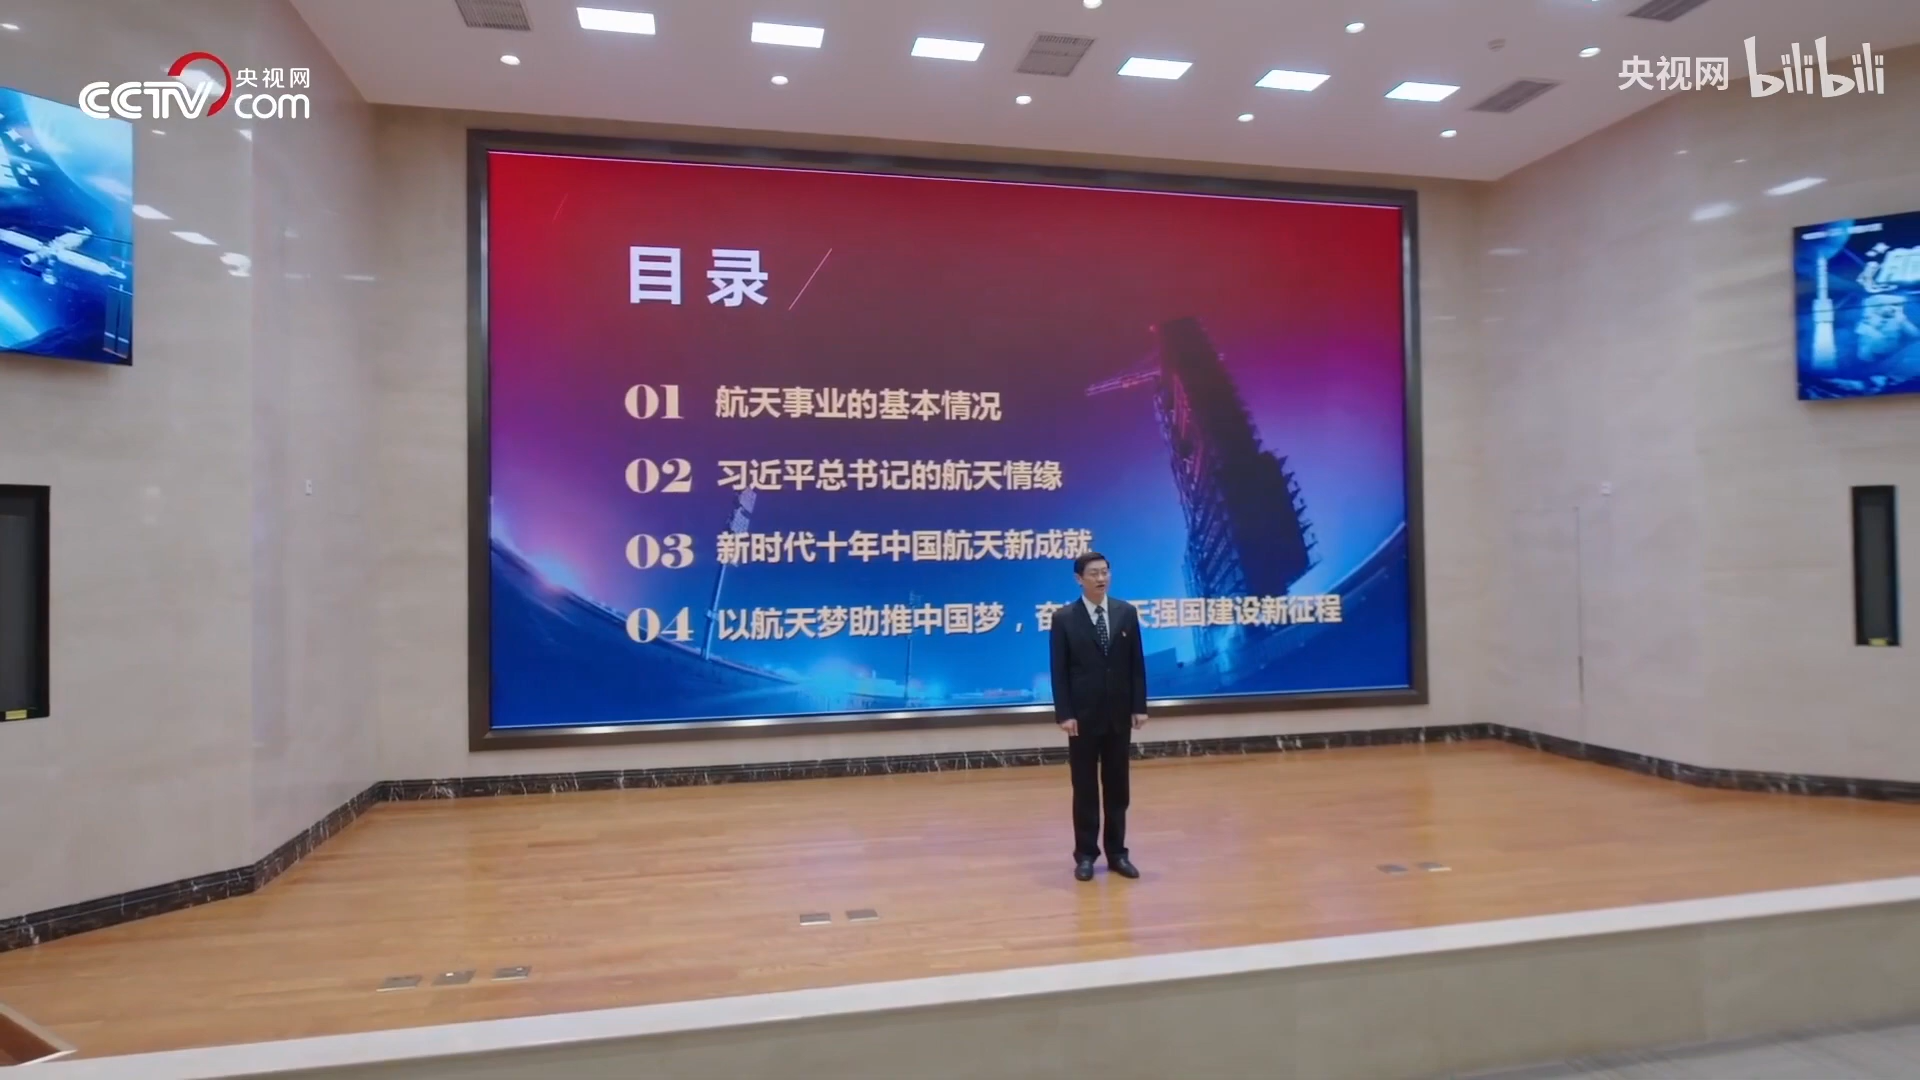 CCTV 央视网
com
央视网 bilibili
目录
01 航天事业的基本情况
02 习近平总书记的航天情缘
03 新时代十年中国航天新成就
04 以航天梦助推中国梦，奋 天强国建设新征程
航